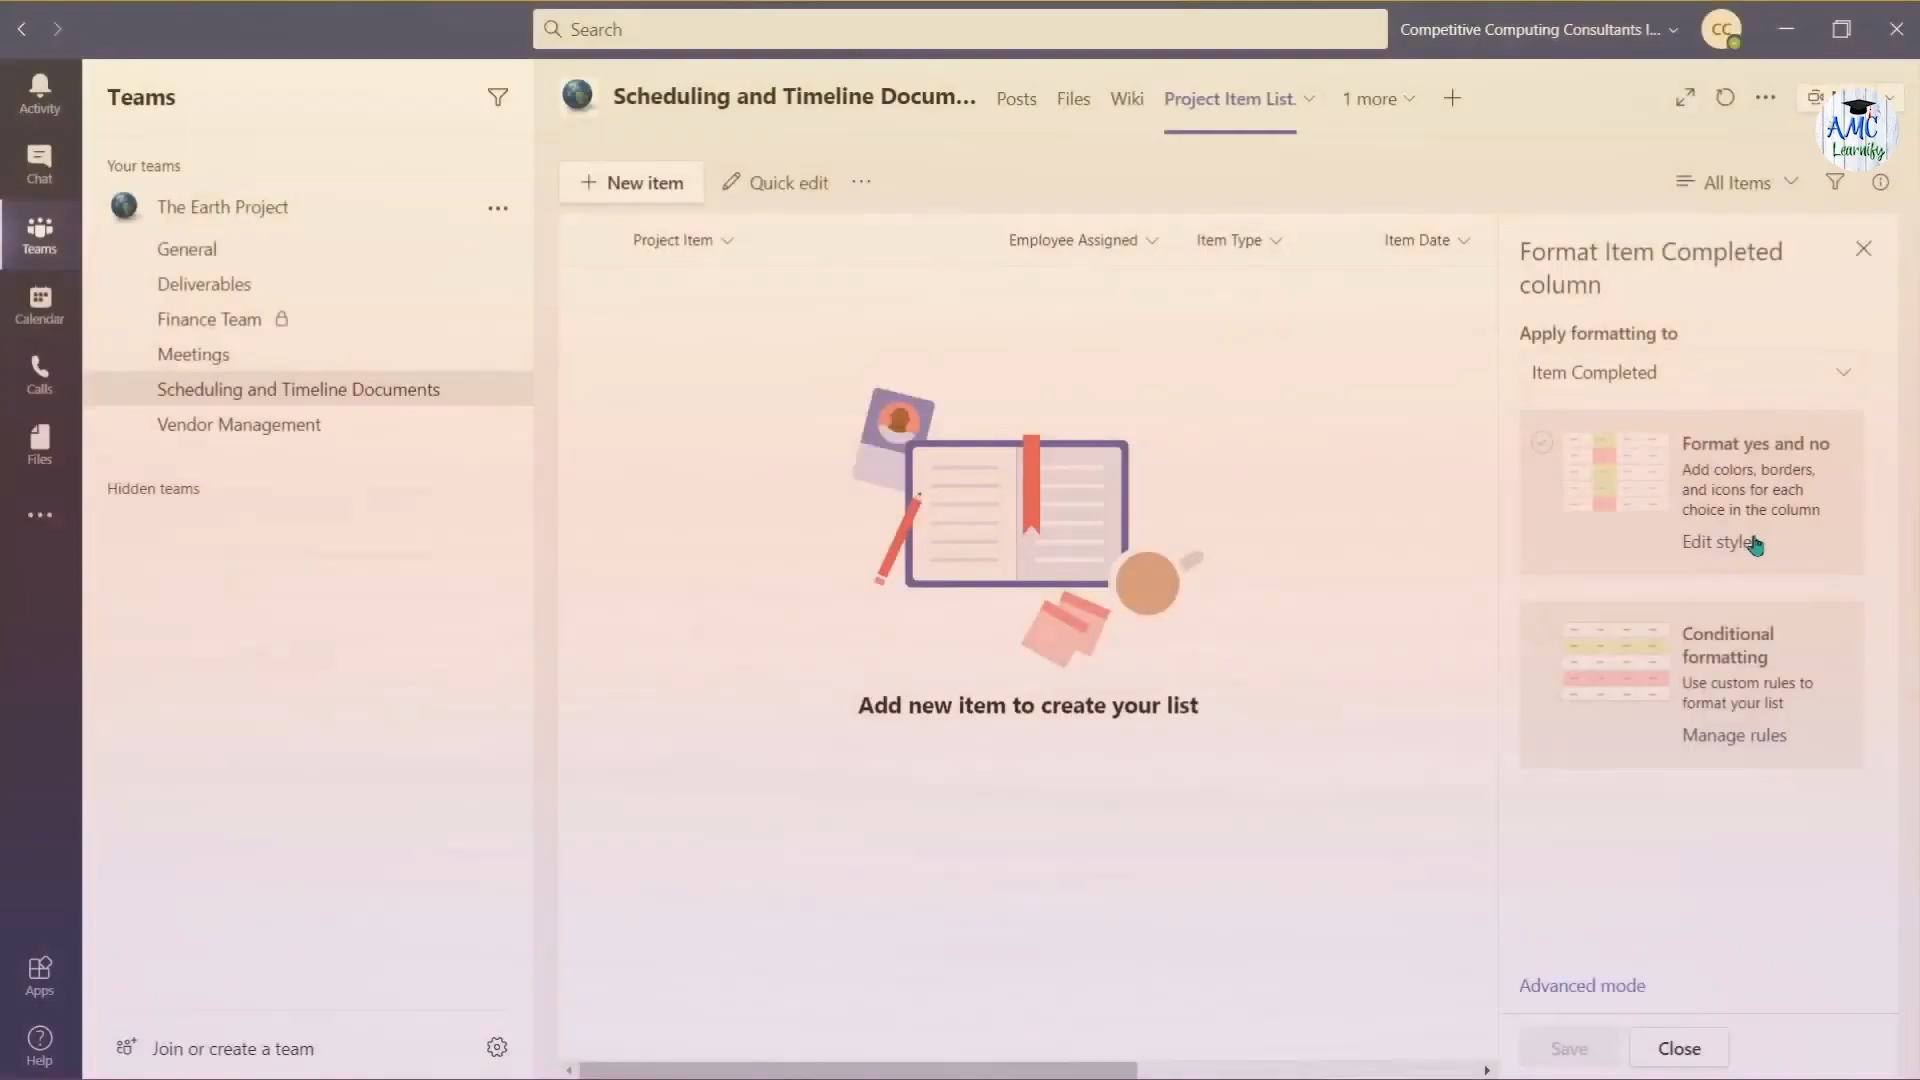 Search
Competitive Computing Consultants I...
CC
Activity
Chat
Teams
Calendar
Calls
Files
Apps
Help
Teams
Your teams
The Earth Project
General
Deliverables
Finance Team
Meetings
Scheduling and Timeline Documents
Vendor Management
Hidden teams
Join or create a team
Scheduling and Timeline Docum...
Posts
Files
Wiki
Project Item List.
1 more
AMC
Learnify
New item
Quick edit
All Items
Project Item
Employee Assigned
Item Type
Item Date
Add new item to create your list
Format Item Completed
column
Apply formatting to
Item Completed
Format yes and no
Add colors, borders,
and icons for each
choice in the column
Edit styles
Conditional
formatting
Use custom rules to
format your list
Manage rules
Advanced mode
Save
Close